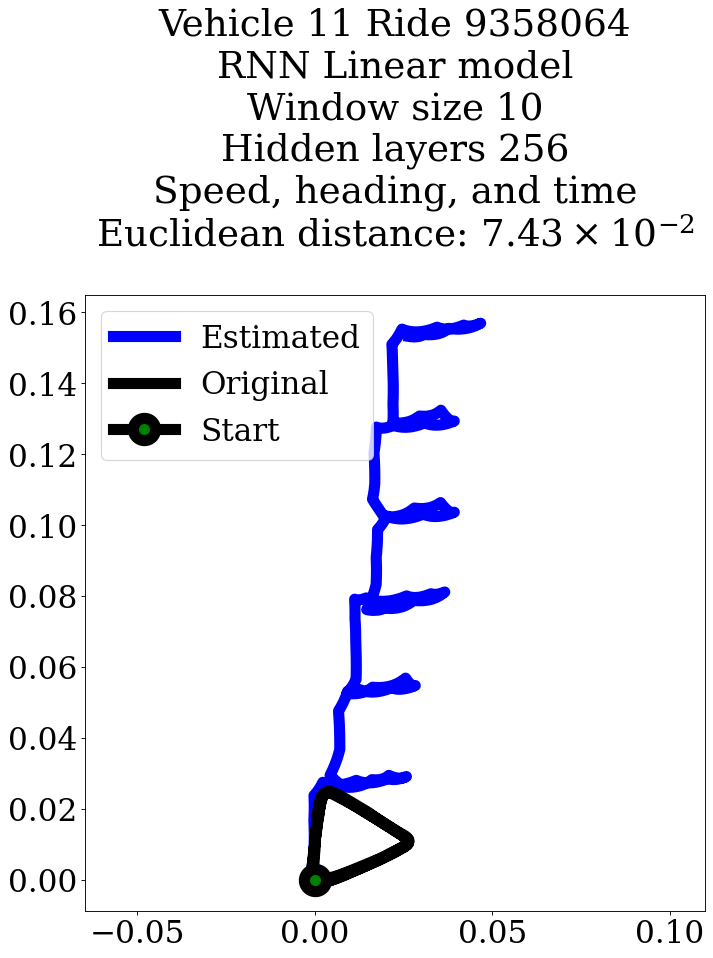 Vehicle 11 Ride 9358064
RNN Linear model
Window size 10
Hidden layers 256
Speed, heading, and time
Euclidean distance: 7.43 × 10⁻²
0.16
0.14
0.12
0.10
0.08
0.06
0.04
0.02
0.00
Estimated
Original
Start
−0.05 0.00 0.05 0.10